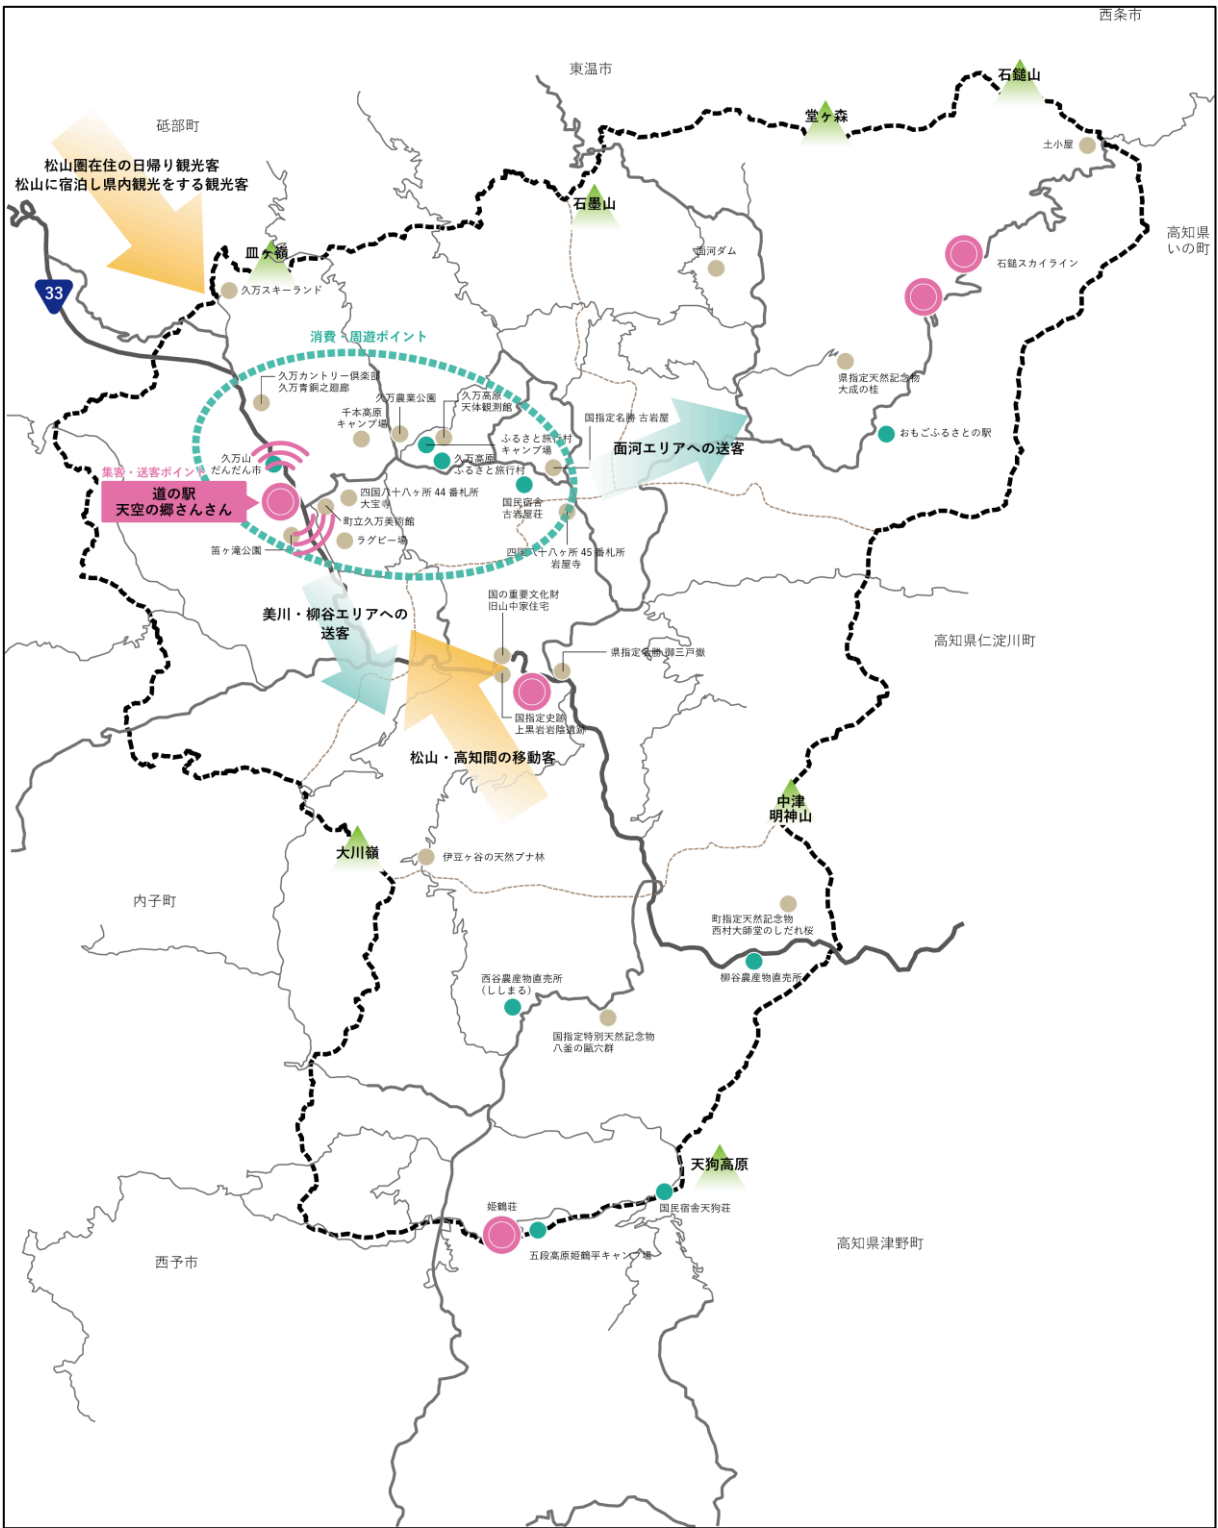 西条市
東温市
石鎚山
堂ヶ森
砥部町
土小屋
松山圏在住の日帰り観光客
松山に宿泊し県内観光をする観光客
石墨山
高知県
いの町
皿ヶ嶺
面河ダム
石鎚スカイライン
久万スキーランド
33
消費・周遊ポイント
県指定天然記念物
大成の桂
久万カントリー倶楽部
久万青銅之廻廊
久万農業公園
久万高原
天体観測館
千本高原
キャンプ場
国指定名勝 古岩屋
ふるさと旅行村
キャンプ場
面河エリアへの送客
おもごふるさとの駅
久万山
だんだん市
久万高原
ふるさと旅行村
集客・送客ポイント
道の駅
天空の郷さんさん
四国八十八ヶ所 44 番札所
大宝寺
国民宿舎
古岩屋荘
町立久万美術館
笛ヶ滝公園
ラグビー場
四国八十八ヶ所 45 番札所
岩屋寺
美川・柳谷エリアへの
送客
国の重要文化財
旧山中家住宅
高知県仁淀川町
県指定名勝 御三戸嶽
国指定史跡
上黒岩岩陰遺跡
松山・高知間の移動客
中津
明神山
大川嶺
伊豆ヶ谷の天然ブナ林
内子町
町指定天然記念物
西村大師堂のしだれ桜
西谷農産物直売所
（ししまる）
柳谷農産物直売所
国指定特別天然記念物
八釜の甌穴群
天狗高原
姫鶴荘
国民宿舎天狗荘
五段高原姫鶴平キャンプ場
高知県津野町
西予市